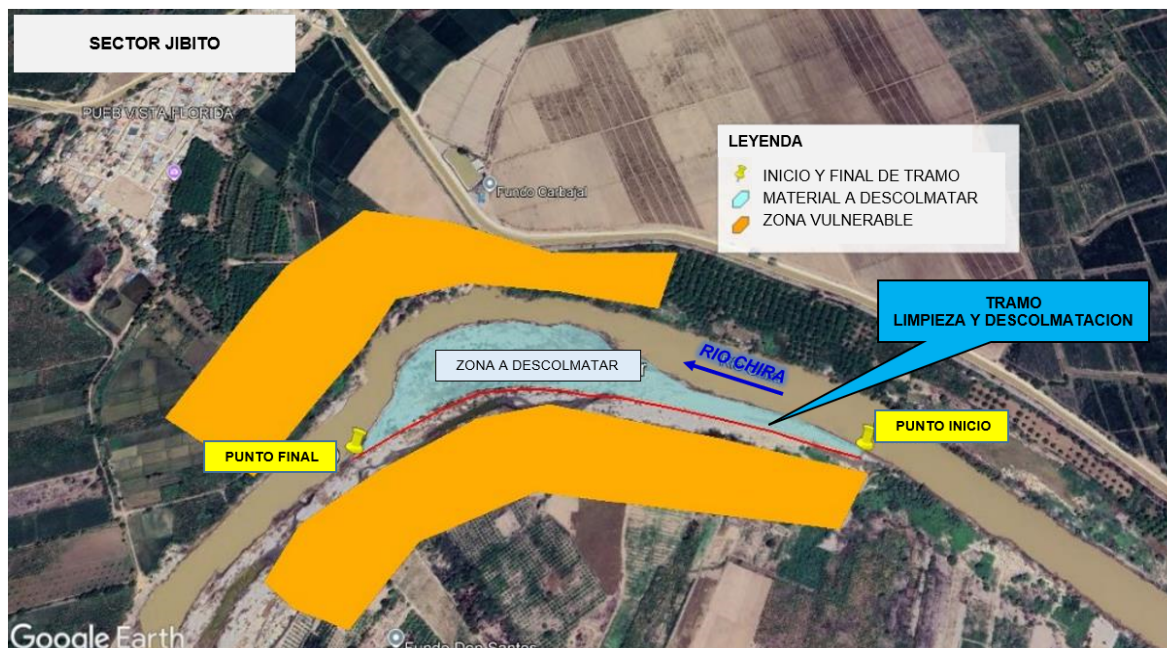 SECTOR JIBITO
PUEB VISTA FLORIDA
LEYENDA
INICIO Y FINAL DE TRAMO
MATERIAL A DESCOLMATAR
ZONA VULNERABLE
Fundo Carbajal
TRAMO
LIMPIEZA Y DESCOLMATACION
ZONA A DESCOLMATAR
RIO CHIRA
PUNTO INICIO
PUNTO FINAL
Google Earth
Fundo Don Santos